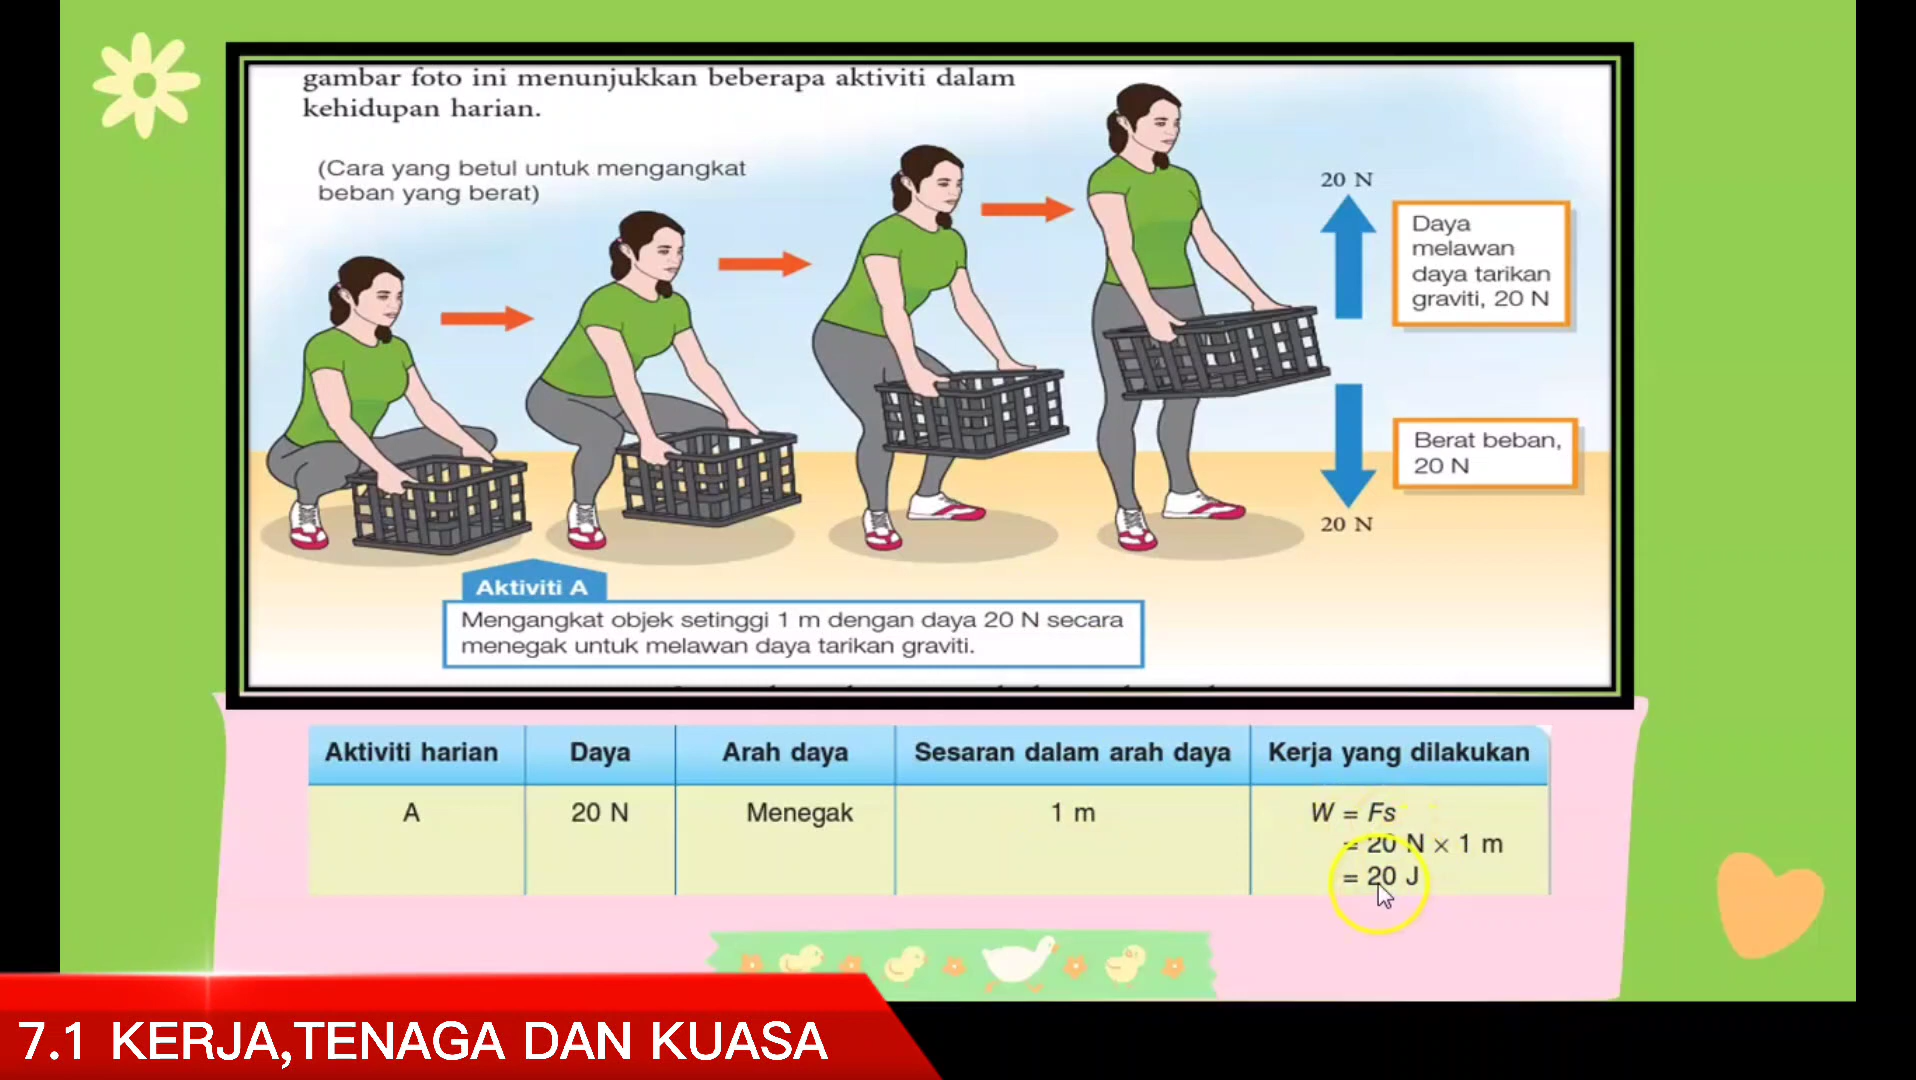 gambar foto ini menunjukkan beberapa aktiviti dalam
kehidupan harian.
(Cara yang betul untuk mengangkat
beban yang berat)
20 N
Daya
melawan
daya tarikan
graviti, 20 N
Berat beban,
20 N
20 N
Aktiviti A
Mengangkat objek setinggi 1 m dengan daya 20 N secara
menegak untuk melawan daya tarikan graviti.
Aktiviti harian Daya Arah daya Sesaran dalam arah daya Kerja yang dilakukan
A 20 N Menegak 1 m W = Fs
= 20 N × 1 m
= 20 J
7.1 KERJA,TENAGA DAN KUASA